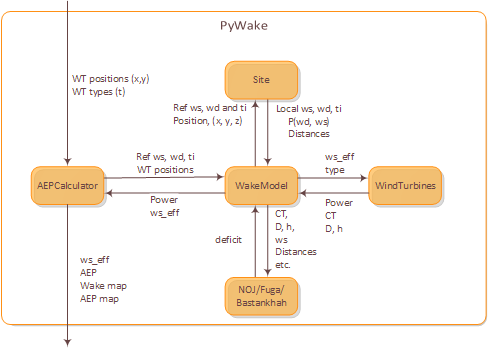 PyWake
WT positions (x,y)
WT types (t)
Site
Ref ws, wd and ti
Position, (x, y, z)
Local ws, wd, ti
P(wd, ws)
Distances
Ref ws, wd, ti
WT positions
ws_eff
type
AEPCalculator
WakeModel
WindTurbines
Power
ws_eff
Power
CT
D, h
deficit
CT,
D, h,
ws
Distances
etc.
ws_eff
AEP
Wake map
AEP map
NOJ/Fuga/
Bastankhah